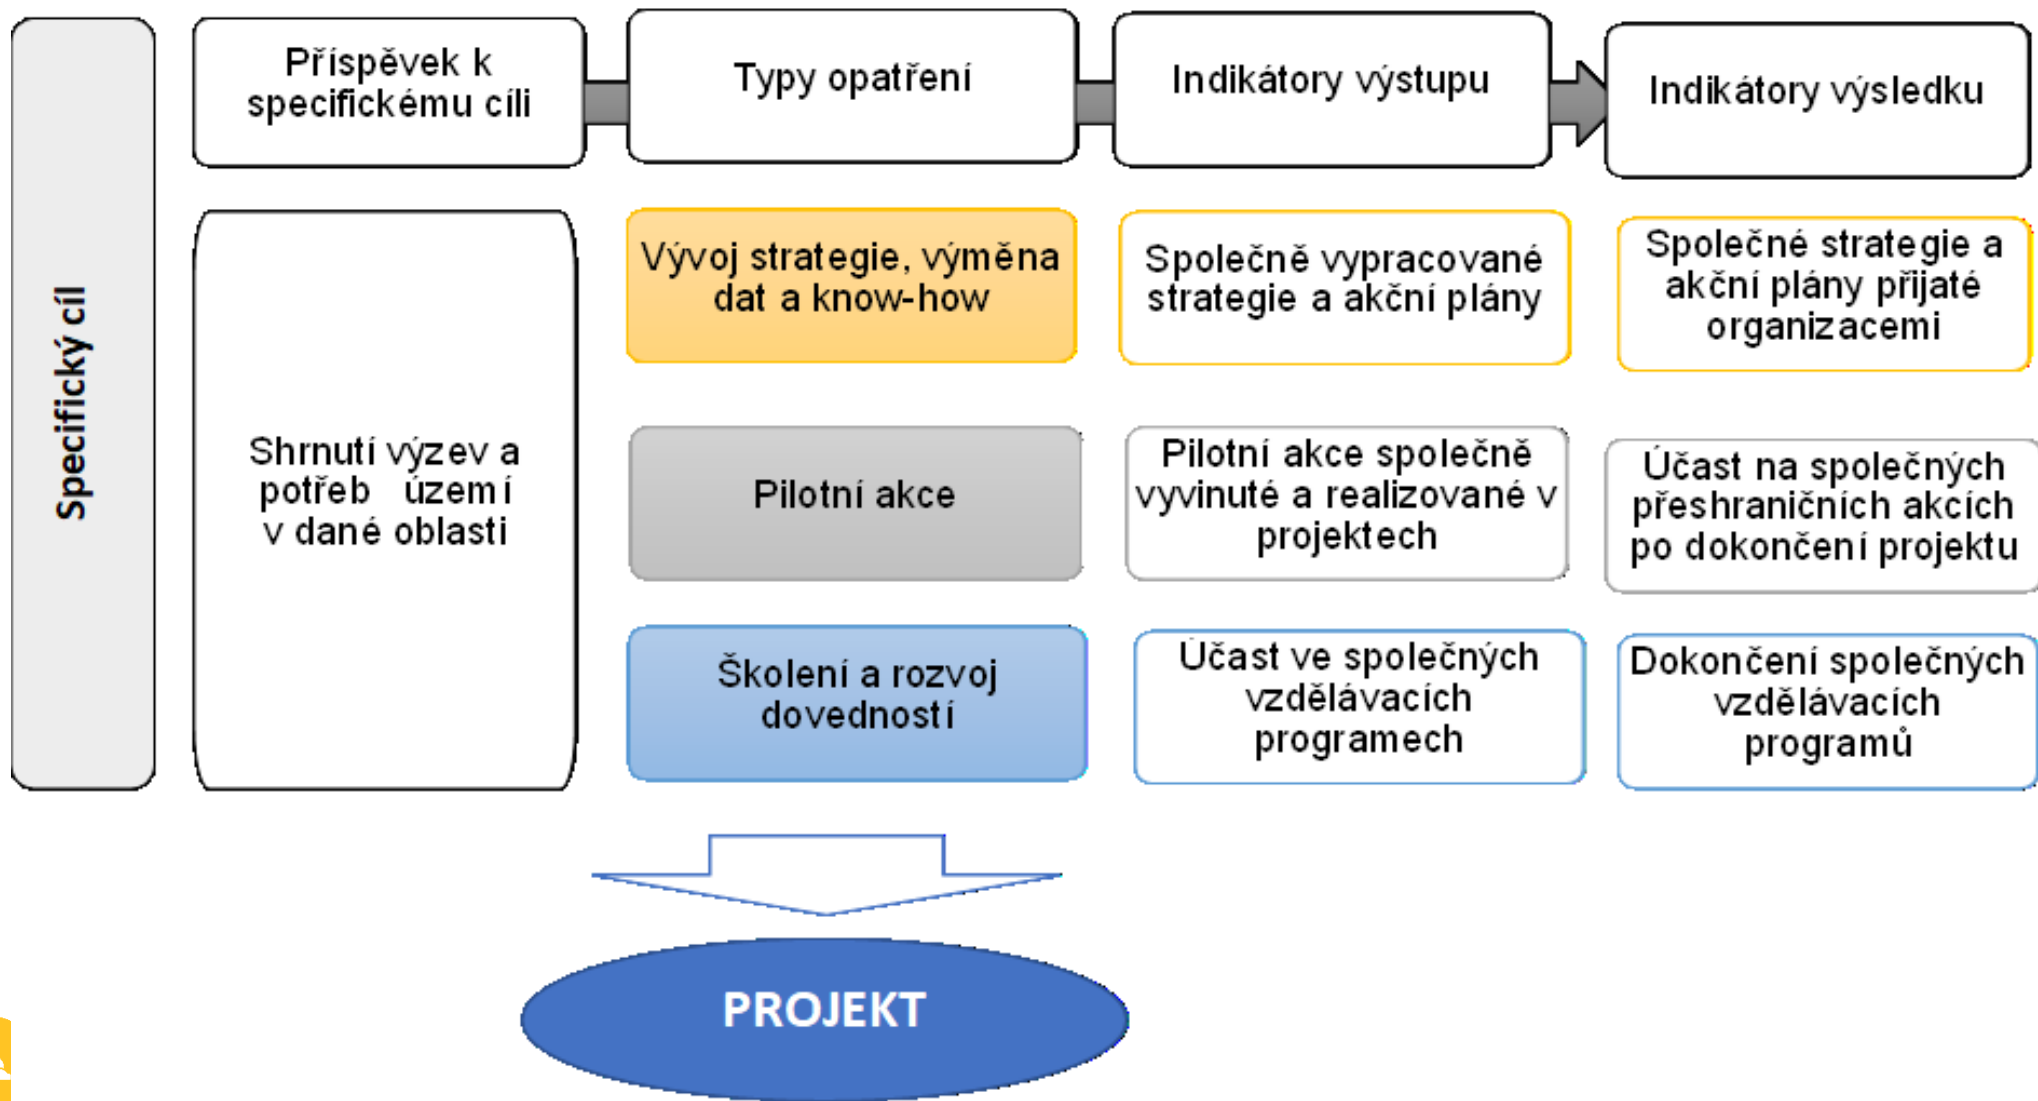 Specifický cíl
Příspěvek k
specifickému cíli
Typy opatření
Indikátory výstupu
Indikátory výsledku
Shrnutí výzev a
potřeb území
v dané oblasti
Vývoj strategie, výměna
dat a know-how
Společně vypracované
strategie a akční plány
Společné strategie a
akční plány přijaté
organizacemi
Pilotní akce
Pilotní akce společně
vyvinuté a realizované v
projektech
Účast na společných
přeshraničních akcích
po dokončení projektu
Školení a rozvoj
dovedností
Účast ve společných
vzdělávacích
programech
Dokončení společných
vzdělávacích
programů
PROJEKT